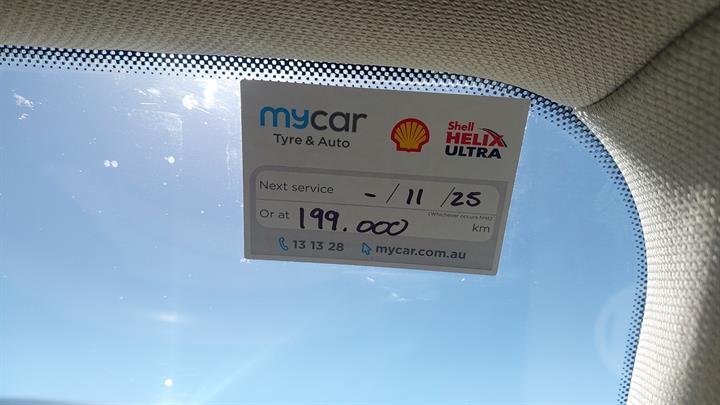 mycar
Tyre & Auto
Shell
HELIX
ULTRA
Next service - / 11 / 25
(Whichever occurs first)
Or at 199.000 km
13 13 28 mycar.com.au